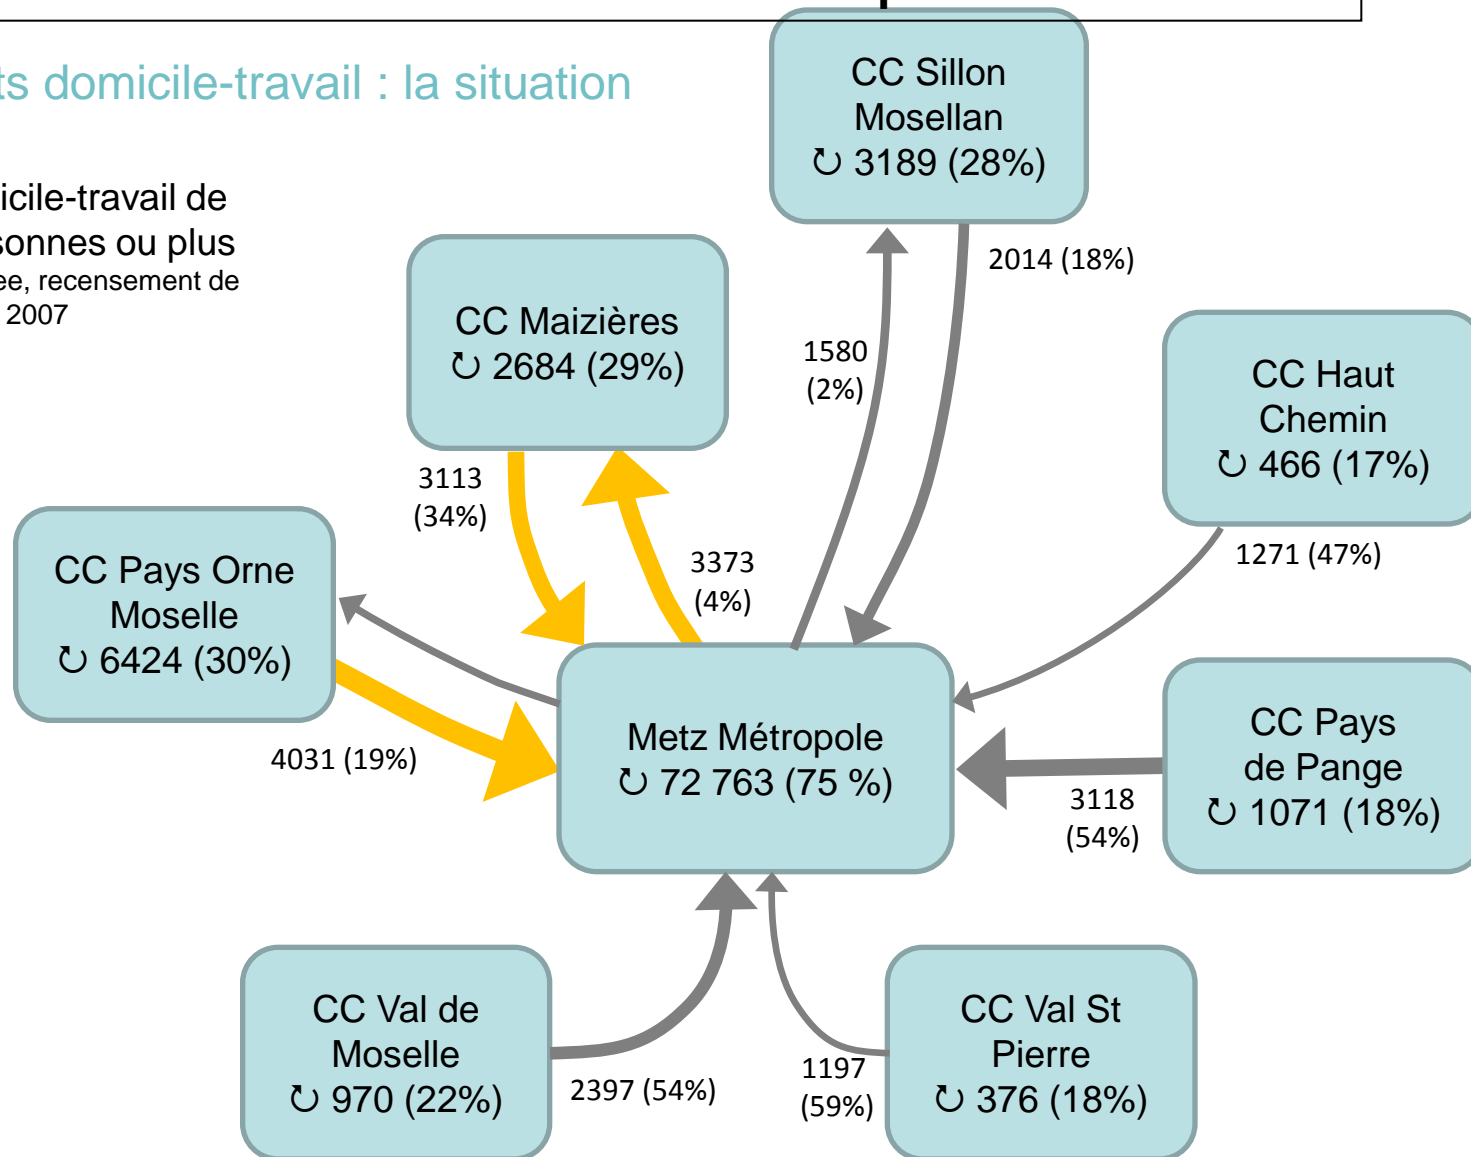 ts domicile-travail : la situation
icile-travail de
sonnes ou plus
ee, recensement de
2007
CC Sillon
Mosellan
↻ 3189 (28%)
2014 (18%)
CC Maizières
↻ 2684 (29%)
1580
(2%)
CC Haut
Chemin
↻ 466 (17%)
3113
(34%)
1271 (47%)
3373
(4%)
CC Pays Orne
Moselle
↻ 6424 (30%)
4031 (19%)
Metz Métropole
↻ 72 763 (75 %)
CC Pays
de Pange
↻ 1071 (18%)
3118
(54%)
CC Val de
Moselle
↻ 970 (22%)
2397 (54%)
1197
(59%)
CC Val St
Pierre
↻ 376 (18%)